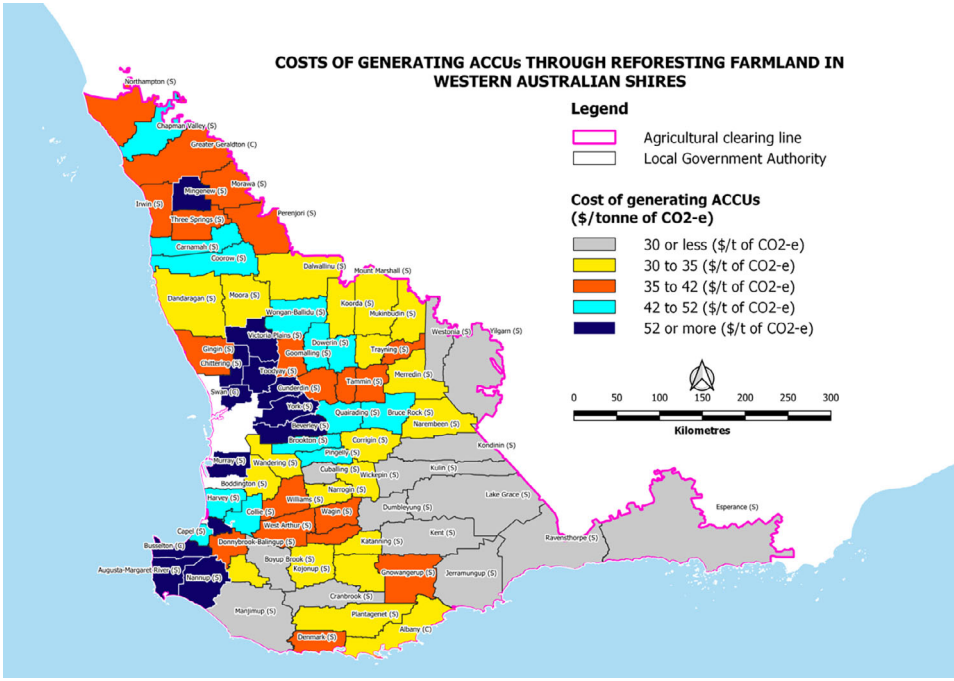 COSTS OF GENERATING ACCUs THROUGH REFORESTING FARMLAND IN
WESTERN AUSTRALIAN SHIRES
Legend
Agricultural clearing line
Local Government Authority
Cost of generating ACCUs
($/tonne of CO2-e)
30 or less ($/t of CO2-e)
30 to 35 ($/t of CO2-e)
35 to 42 ($/t of CO2-e)
42 to 52 ($/t of CO2-e)
52 or more ($/t of CO2-e)
0 50 100 150 200 250 300
Kilometres
Northampton (S)
Chapman Valley (S)
Greater Geraldton (C)
Morawa (S)
Mingenew (S)
Irwin (S)
Perenjori (S)
Three Springs (S)
Carnamah (S)
Coorow (S)
Dalwallinu (S)
Mount Marshall (S)
Dandaragan (S)
Moora (S)
Koorda (S)
Wongan-Ballidu (S)
Mukinbudin (S)
Westonia (S)
Yilgarn (S)
Victoria Plains (S)
Dowerin (S)
Gingin (S)
Goomalling (S)
Trayning (S)
Chittering (S)
Toodyay (S)
Merredin (S)
Tammin (S)
Swan (C)
Cunderdin (S)
York (S)
Quairading (S)
Bruce Rock (S)
Narembeen (S)
Beverley (S)
Brookton (S)
Corrigin (S)
Kondinin (S)
Pingelly (S)
Murray (S)
Wandering (S)
Cuballing (S)
Kulin (S)
Wickepin (S)
Boddington (S)
Narrogin (S)
Lake Grace (S)
Harvey (S)
Williams (S)
Dumbleyung (S)
Esperance (S)
Collie (S)
Wagin (S)
West Arthur (S)
Capel (S)
Kent (S)
Ravensthorpe (S)
Donnybrook-Balingup (S)
Katanning (S)
Busselton (C)
Boyup Brook (S)
Kojonup (S)
Augusta-Margaret River (S)
Gnowangerup (S)
Jerramungup (S)
Nannup (S)
Cranbrook (S)
Manjimup (S)
Plantagenet (S)
Albany (C)
Denmark (S)